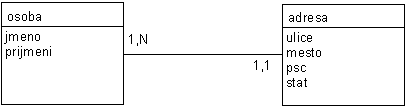 osoba
jmeno
prijmeni
1,N
1,1
adresa
ulice
mesto
psc
stat